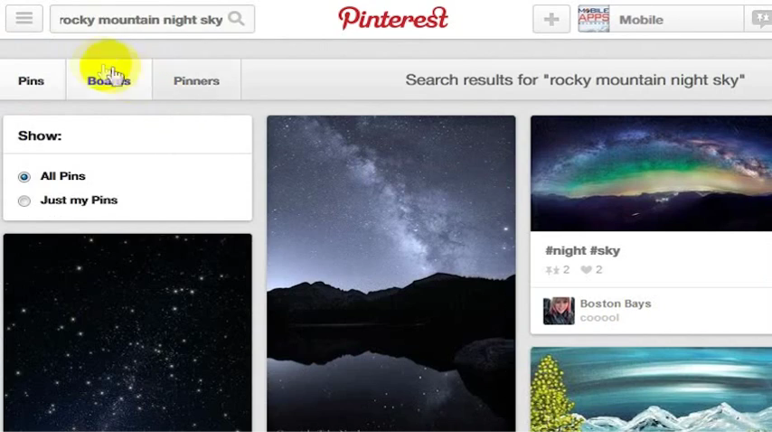 rocky mountain night sky
Pinterest
MOBILE
APPS
Mobile
Pins
Boards
Pinners
Search results for "rocky mountain night sky"
Show:
All Pins
Just my Pins
#night #sky
2
2
Boston Bays
cooool